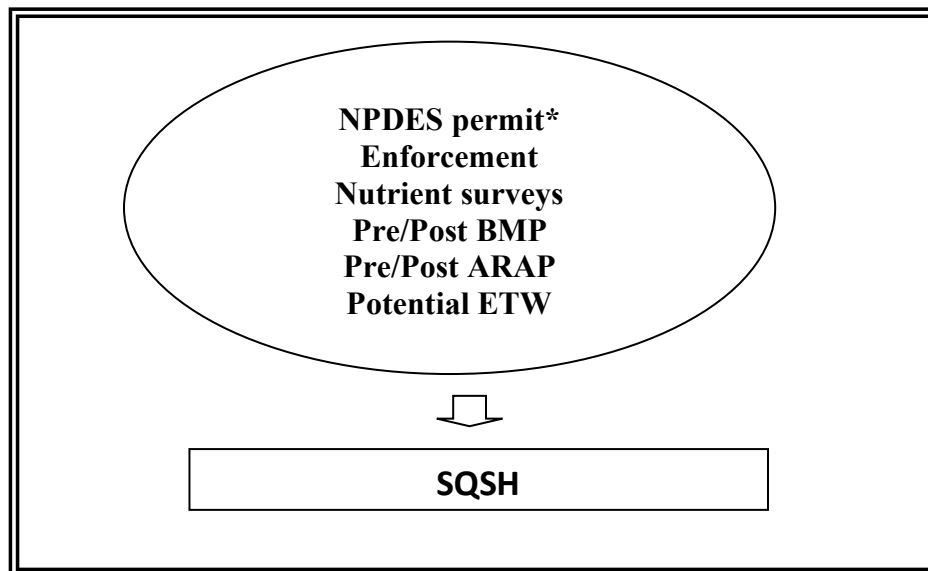 NPDES permit*
Enforcement
Nutrient surveys
Pre/Post BMP
Pre/Post ARAP
Potential ETW
SQSH